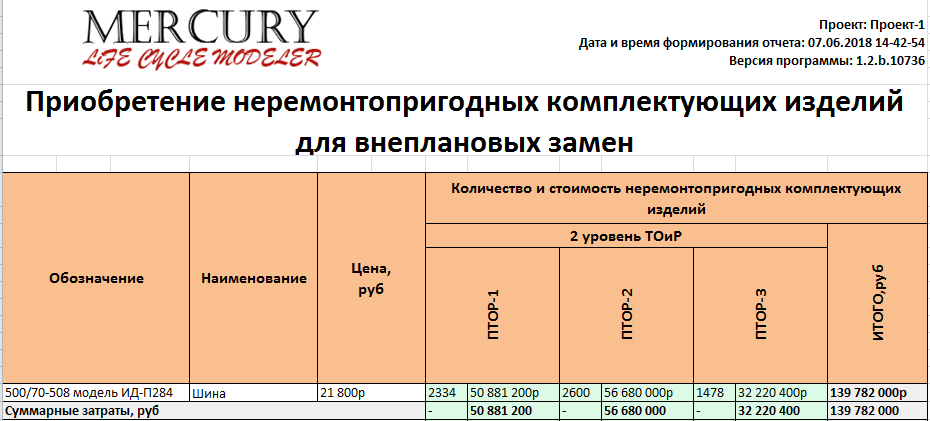 MERCURY
LIFE CYCLE MODELER
Проект: Проект-1
Дата и время формирования отчета: 07.06.2018 14-42-54
Версия программы: 1.2.b.10736
Приобретение неремонтопригодных комплектующих изделий
для внеплановых замен
Обозначение
Наименование
Цена,
руб
Количество и стоимость неремонтопригодных комплектующих
изделий
2 уровень ТОиР
ПТОР-1
ПТОР-2
ПТОР-3
ИТОГО,руб
500/70-508 модель ИД-П284 Шина 21 800р 2334 50 881 200р 2600 56 680 000р 1478 32 220 400р 139 782 000р
Суммарные затраты, руб - 50 881 200 - 56 680 000 - 32 220 400 139 782 000